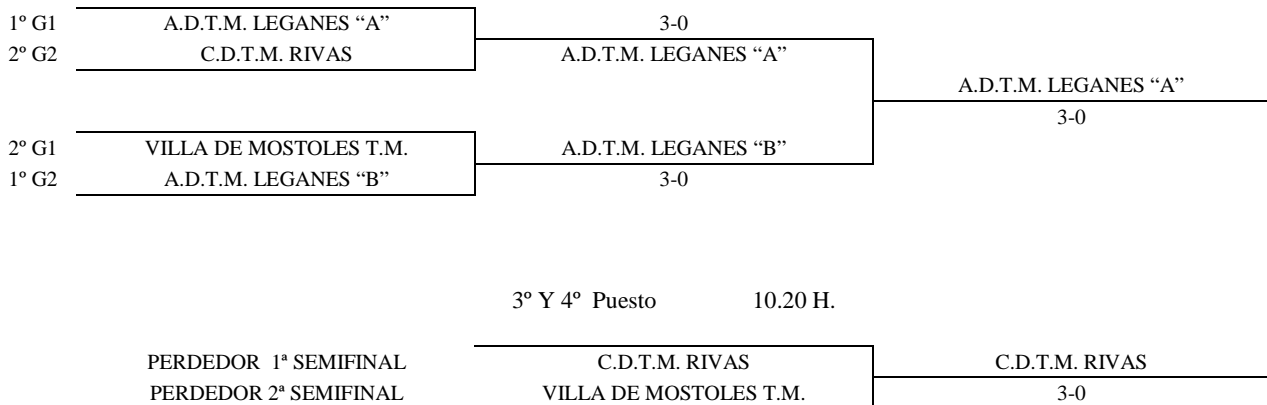 1º G1 A.D.T.M. LEGANES “A” 3-0
2º G2 C.D.T.M. RIVAS A.D.T.M. LEGANES “A”
A.D.T.M. LEGANES “A”
3-0
2º G1 VILLA DE MOSTOLES T.M. A.D.T.M. LEGANES “B”
1º G2 A.D.T.M. LEGANES “B” 3-0
3º Y 4º Puesto 10.20 H.
PERDEDOR 1ª SEMIFINAL C.D.T.M. RIVAS C.D.T.M. RIVAS
PERDEDOR 2ª SEMIFINAL VILLA DE MOSTOLES T.M. 3-0